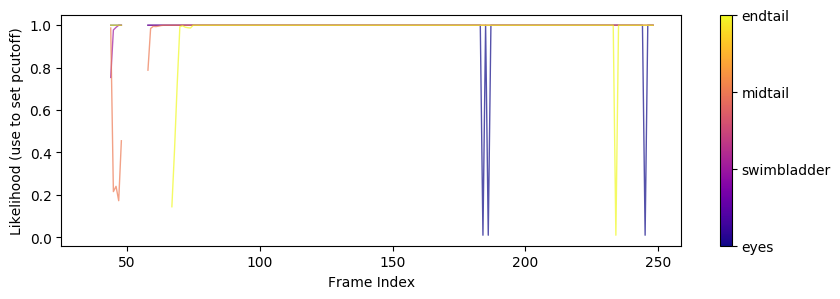 Likelihood (use to set pcutoff)
1.0
0.8
0.6
0.4
0.2
0.0
50
100
150
200
250
Frame Index
endtail
midtail
swimbladder
eyes